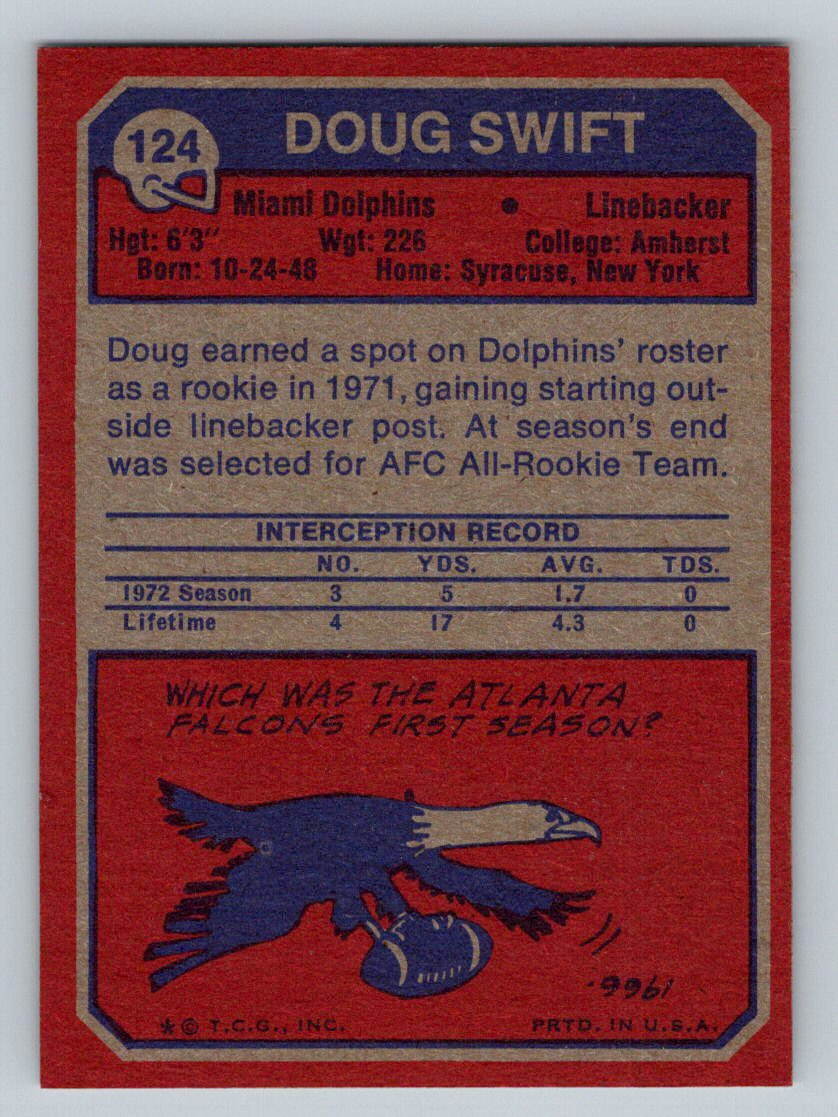 124
DOUG SWIFT
Miami Dolphins • Linebacker
Hgt: 6'3" Wgt: 226 College: Amherst
Born: 10-24-48 Home: Syracuse, New York
Doug earned a spot on Dolphins' roster
as a rookie in 1971, gaining starting out-
side linebacker post. At season's end
was selected for AFC All-Rookie Team.
INTERCEPTION RECORD
NO. YDS. AVG. TDS.
1972 Season 3 5 1.7 0
Lifetime 4 17 4.3 0
WHICH WAS THE ATLANTA
FALCONS FIRST SEASON?
1966.
* © T.C.G., INC. PRTD. IN U.S.A.